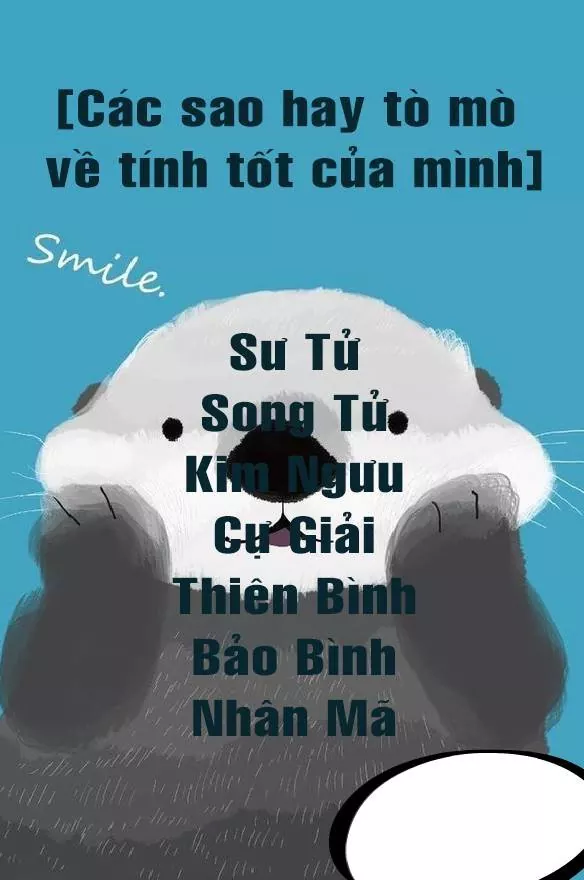 [Các sao hay tò mò
về tính tốt của mình]
Smile.
Sư Tử
Song Tử
Kim Ngưu
Cự Giải
Thiên Bình
Bảo Bình
Nhân Mã